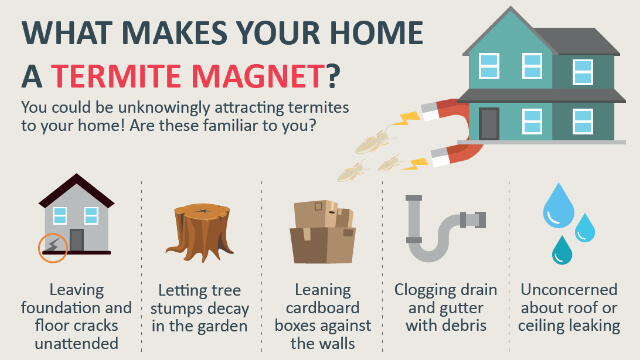 WHAT MAKES YOUR HOME
A TERMITE MAGNET?
You could be unknowingly attracting termites
to your home! Are these familiar to you?
Leaving
foundation and
floor cracks
unattended
Letting tree
stumps decay
in the garden
Leaning
cardboard
boxes against
the walls
Clogging drain
and gutter
with debris
Unconcerned
about roof or
ceiling leaking